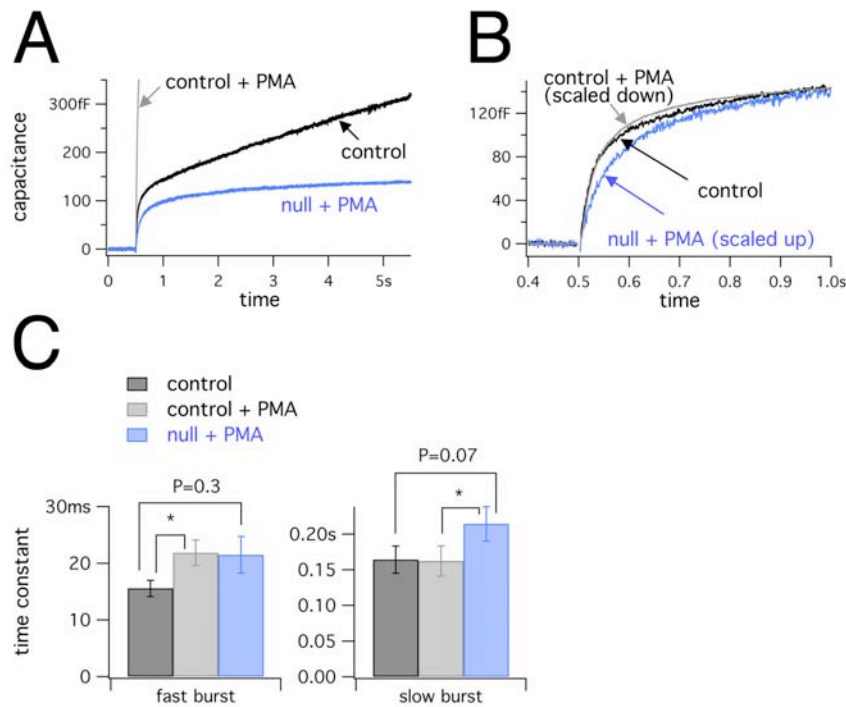 A
control + PMA
300fF
200
100
0
capacitance
control
null + PMA
0
1
2
3
4
5s
time
B
control + PMA
(scaled down)
120fF
80
40
0
control
null + PMA (scaled up)
0.4
0.5
0.6
0.7
0.8
0.9
1.0s
time
C
control
control + PMA
null + PMA
P=0.3
*
30ms
20
10
0
time constant
fast burst
P=0.07
*
0.20s
0.15
0.10
0.05
0.00
slow burst